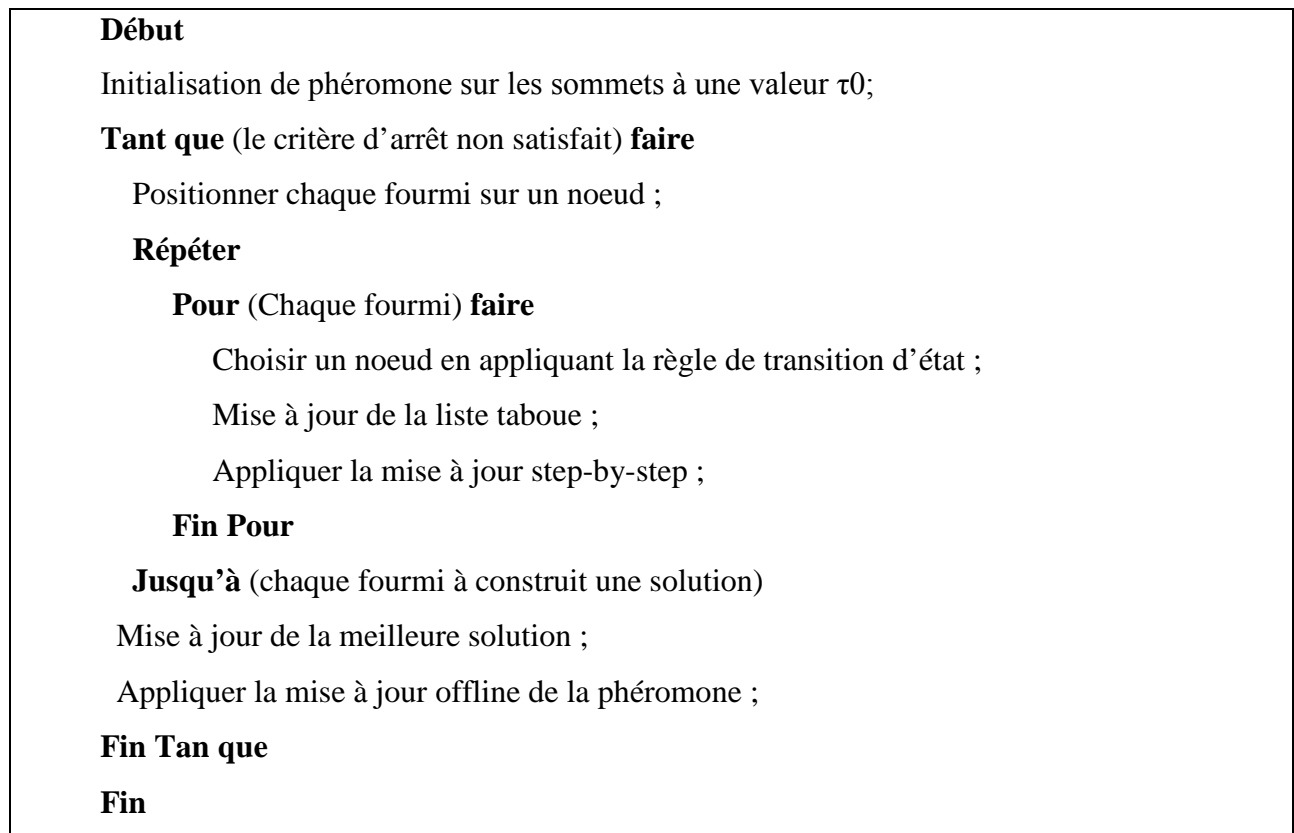 Début
Initialisation de phéromone sur les sommets à une valeur τ0;
Tant que (le critère d’arrêt non satisfait) faire
Positionner chaque fourmi sur un noeud ;
Répéter
Pour (Chaque fourmi) faire
Choisir un noeud en appliquant la règle de transition d’état ;
Mise à jour de la liste taboue ;
Appliquer la mise à jour step-by-step ;
Fin Pour
Jusqu’à (chaque fourmi à construit une solution)
Mise à jour de la meilleure solution ;
Appliquer la mise à jour offline de la phéromone ;
Fin Tan que
Fin